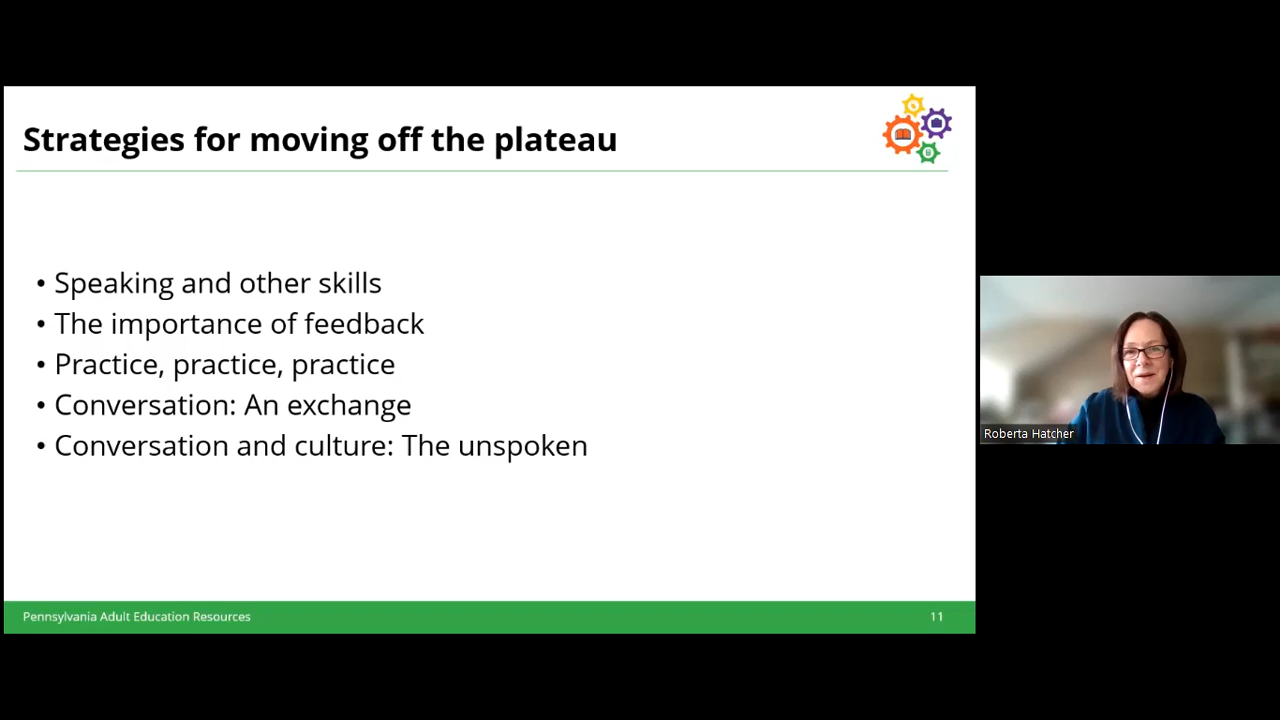 Strategies for moving off the plateau
• Speaking and other skills
• The importance of feedback
• Practice, practice, practice
• Conversation: An exchange
• Conversation and culture: The unspoken
Roberta Hatcher
Pennsylvania Adult Education Resources
11